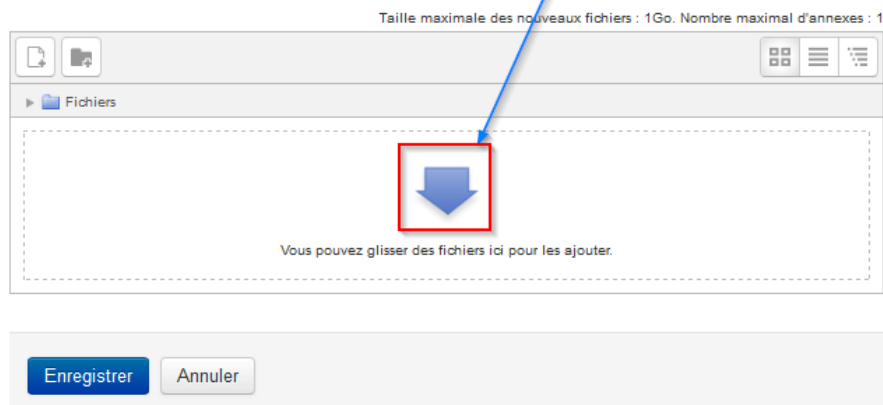 Taille maximale des nouveaux fichiers : 1Go. Nombre maximal d'annexes : 1
Fichiers
Vous pouvez glisser des fichiers ici pour les ajouter.
Enregistrer Annuler